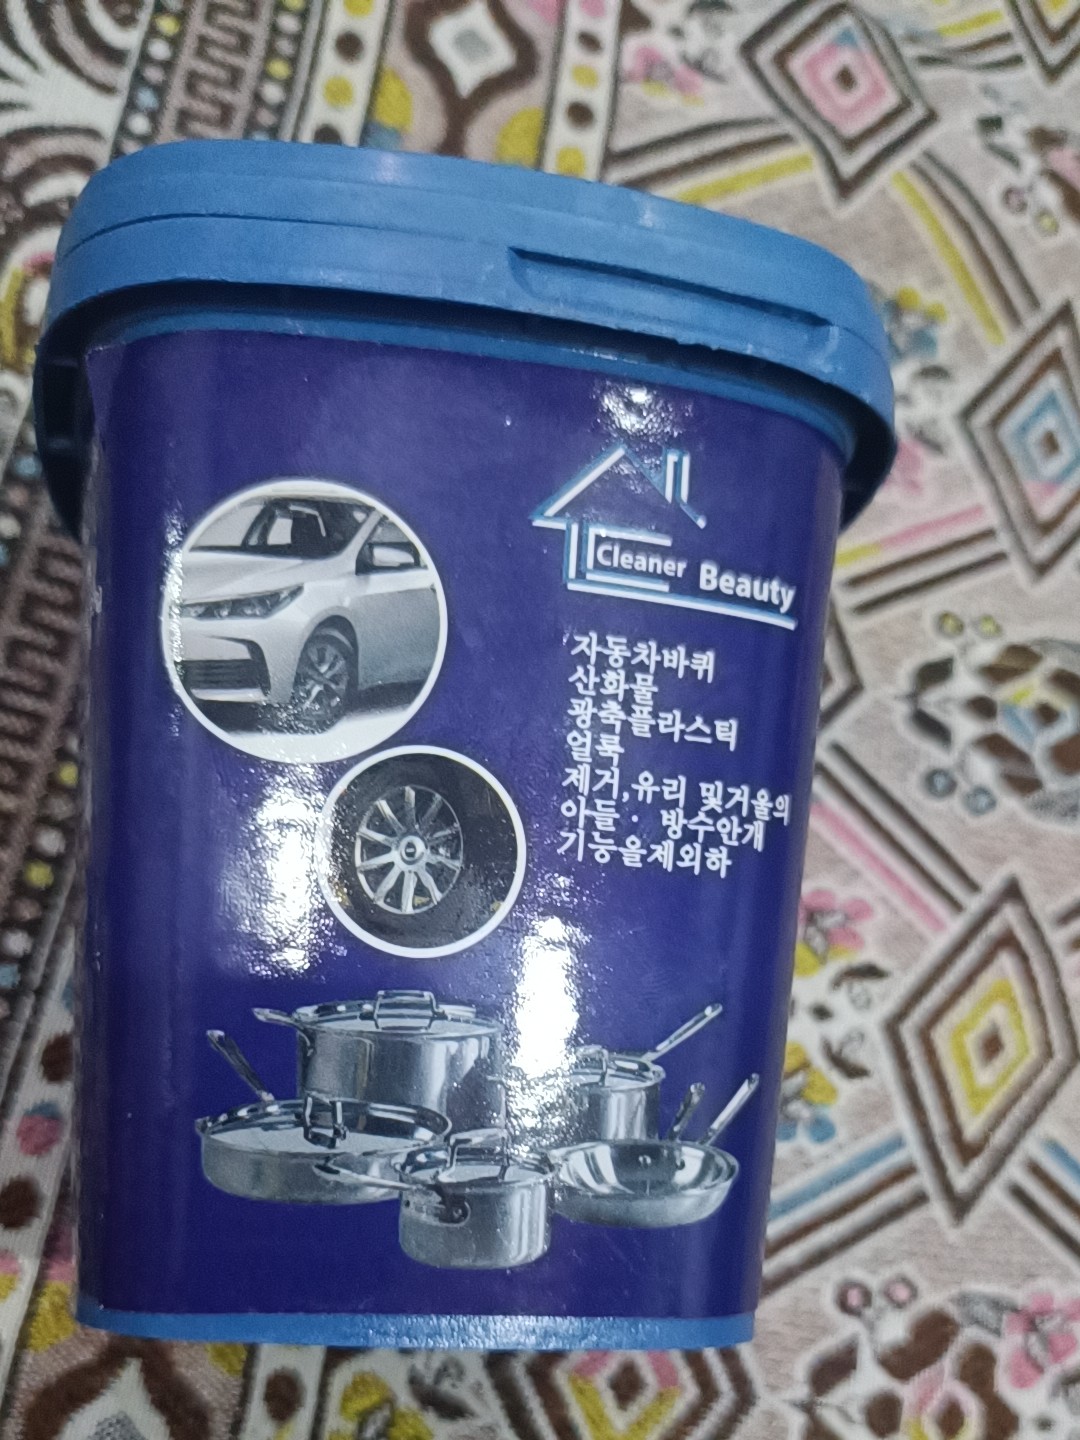 Cleaner Beauty
자동차바퀴
산화물
광축플라스틱
얼룩
제거,유리 및거울의
아들· 방수안개
기능을제외하